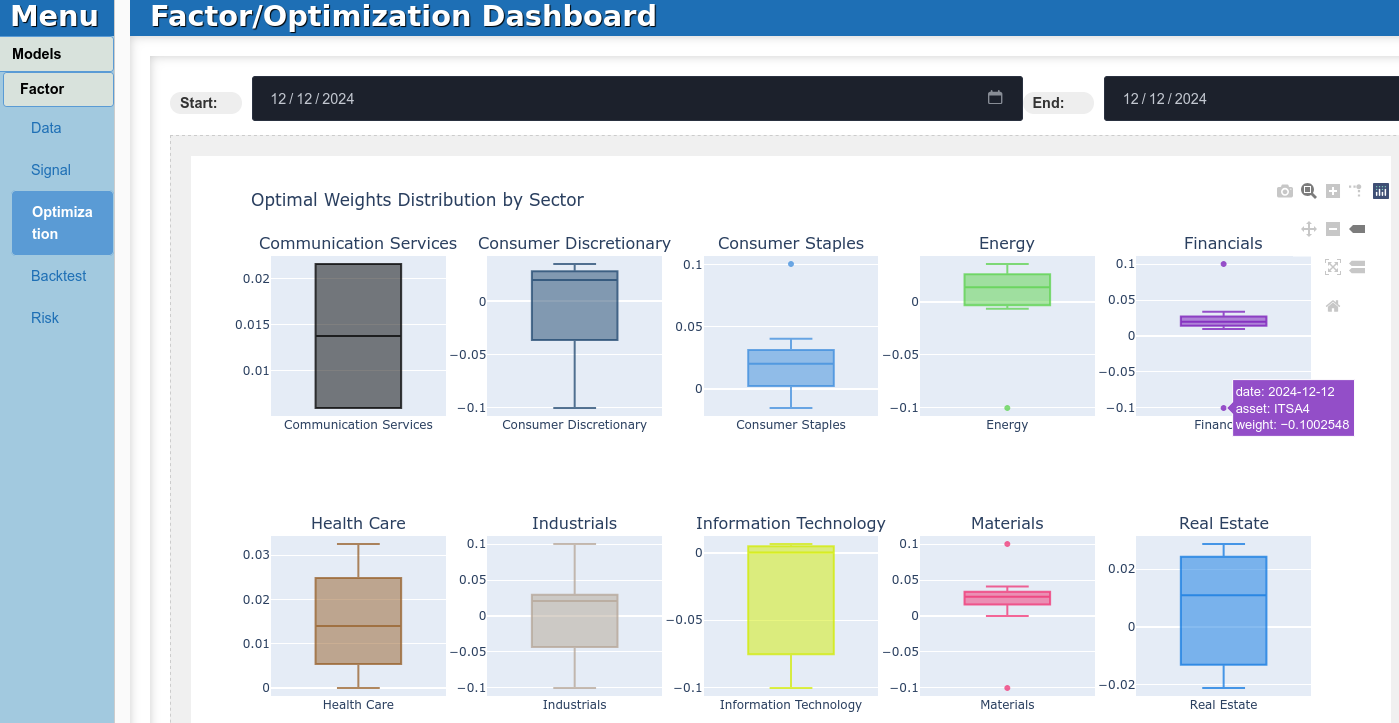 Menu
Factor/Optimization Dashboard
Models
Factor
Data
Signal
Optimiza
tion
Backtest
Risk
Start:
12 / 12 / 2024
End:
12 / 12 / 2024
Optimal Weights Distribution by Sector
Communication Services
0.02
0.015
0.01
Communication Services
Consumer Discretionary
0
−0.05
−0.1
Consumer Discretionary
Consumer Staples
0.1
0.05
0
Consumer Staples
Energy
0
−0.05
−0.1
Energy
Financials
0.1
0.05
0
−0.05
−0.1
Financ
date: 2024-12-12
asset: ITSA4
weight: −0.1002548
Health Care
0.03
0.02
0.01
0
Health Care
Industrials
0.1
0.05
0
−0.05
−0.1
Industrials
Information Technology
0
−0.05
−0.1
Information Technology
Materials
0.1
0.05
0
−0.05
−0.1
Materials
Real Estate
0.02
0
−0.02
Real Estate